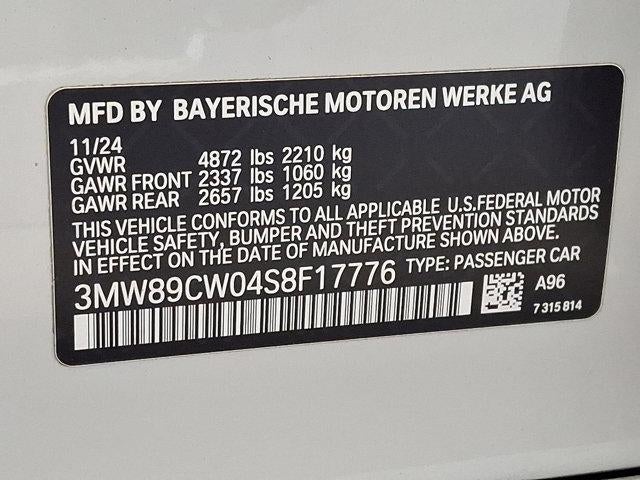 MFD BY BAYERISCHE MOTOREN WERKE AG
11/24
GVWR 4872 lbs 2210 kg
GAWR FRONT 2337 lbs 1060 kg
GAWR REAR 2657 lbs 1205 kg
THIS VEHICLE CONFORMS TO ALL APPLICABLE U.S.FEDERAL MOTOR
VEHICLE SAFETY, BUMPER AND THEFT PREVENTION STANDARDS
IN EFFECT ON THE DATE OF MANUFACTURE SHOWN ABOVE.
3MW89CW04S8F17776 TYPE: PASSENGER CAR
A96
7 315 814